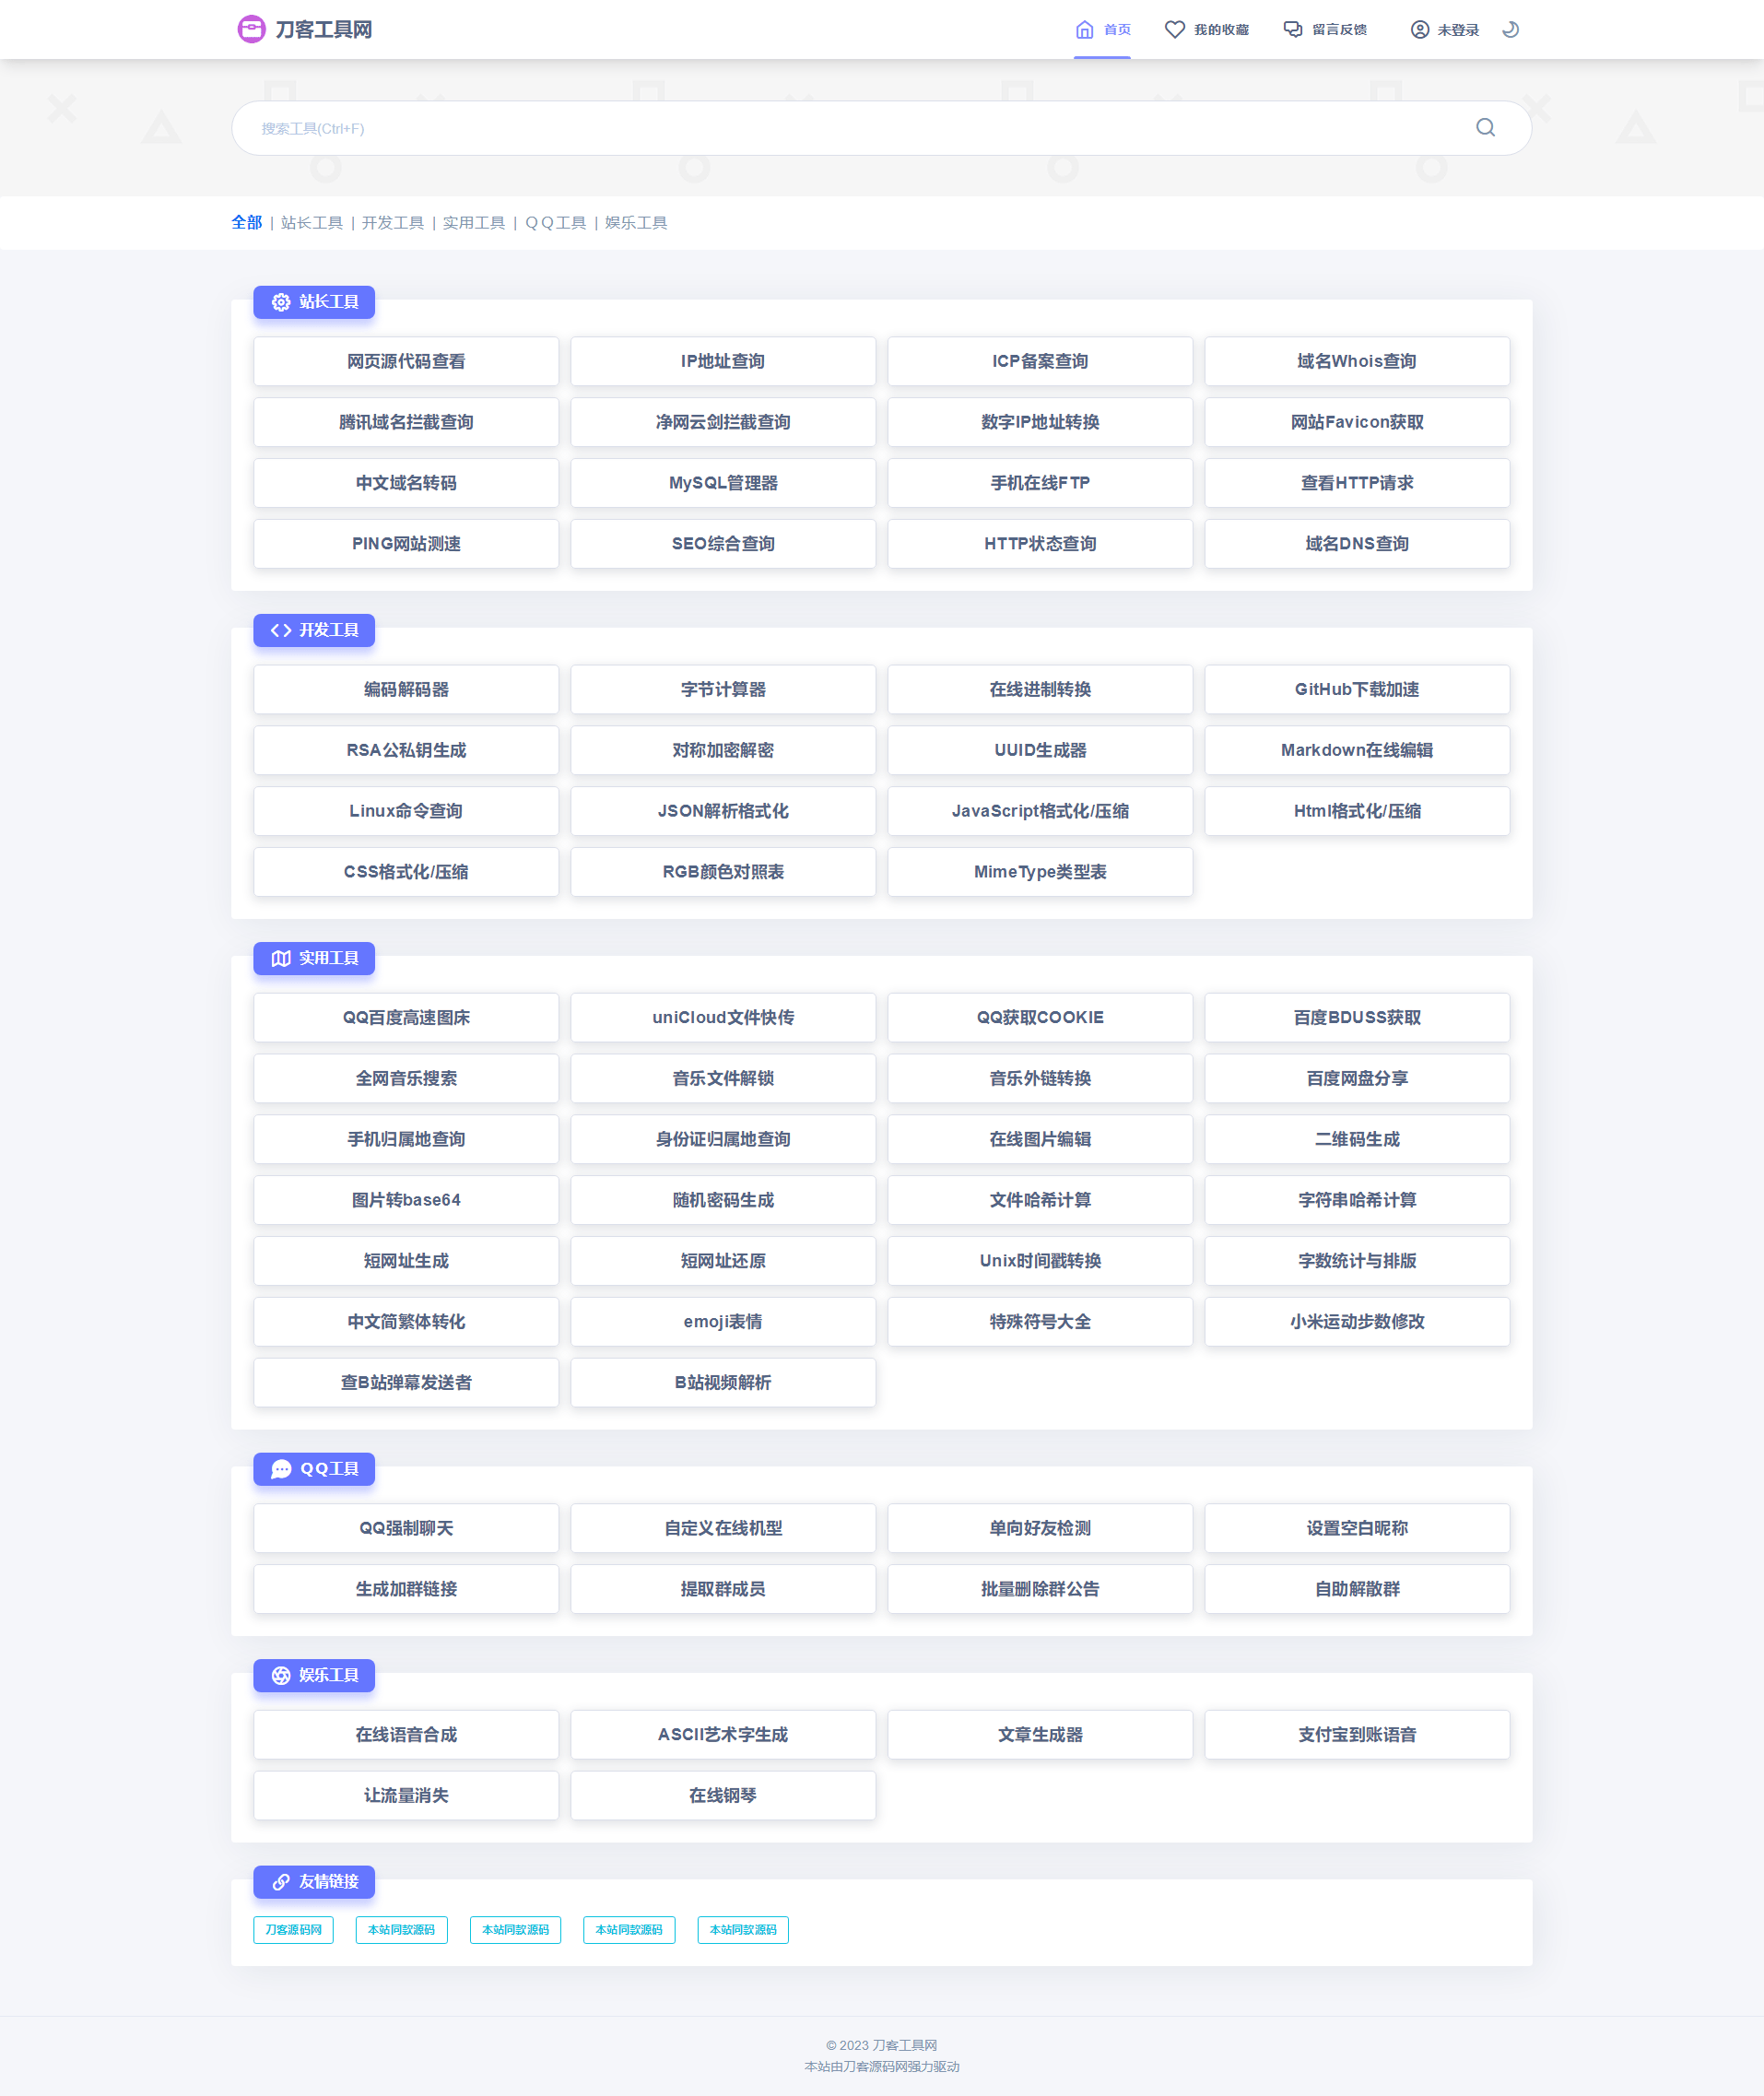 刀客工具网 首页 我的收藏 留言反馈 未登录
搜索工具(Ctrl+F)
全部 | 站长工具 | 开发工具 | 实用工具 | ＱＱ工具 | 娱乐工具
站长工具
网页源代码查看 IP地址查询 ICP备案查询 域名Whois查询
腾讯域名拦截查询 净网云剑拦截查询 数字IP地址转换 网站Favicon获取
中文域名转码 MySQL管理器 手机在线FTP 查看HTTP请求
PING网站测速 SEO综合查询 HTTP状态查询 域名DNS查询
开发工具
编码解码器 字节计算器 在线进制转换 GitHub下载加速
RSA公私钥生成 对称加密解密 UUID生成器 Markdown在线编辑
Linux命令查询 JSON解析格式化 JavaScript格式化/压缩 Html格式化/压缩
CSS格式化/压缩 RGB颜色对照表 MimeType类型表
实用工具
QQ百度高速图床 uniCloud文件快传 QQ获取COOKIE 百度BDUSS获取
全网音乐搜索 音乐文件解锁 音乐外链转换 百度网盘分享
手机归属地查询 身份证归属地查询 在线图片编辑 二维码生成
图片转base64 随机密码生成 文件哈希计算 字符串哈希计算
短网址生成 短网址还原 Unix时间戳转换 字数统计与排版
中文简繁体转化 emoji表情 特殊符号大全 小米运动步数修改
查B站弹幕发送者 B站视频解析
ＱＱ工具
QQ强制聊天 自定义在线机型 单向好友检测 设置空白昵称
生成加群链接 提取群成员 批量删除群公告 自助解散群
娱乐工具
在线语音合成 ASCII艺术字生成 文章生成器 支付宝到账语音
让流量消失 在线钢琴
友情链接
刀客源码网 本站同款源码 本站同款源码 本站同款源码 本站同款源码
© 2023 刀客工具网
本站由刀客源码网强力驱动